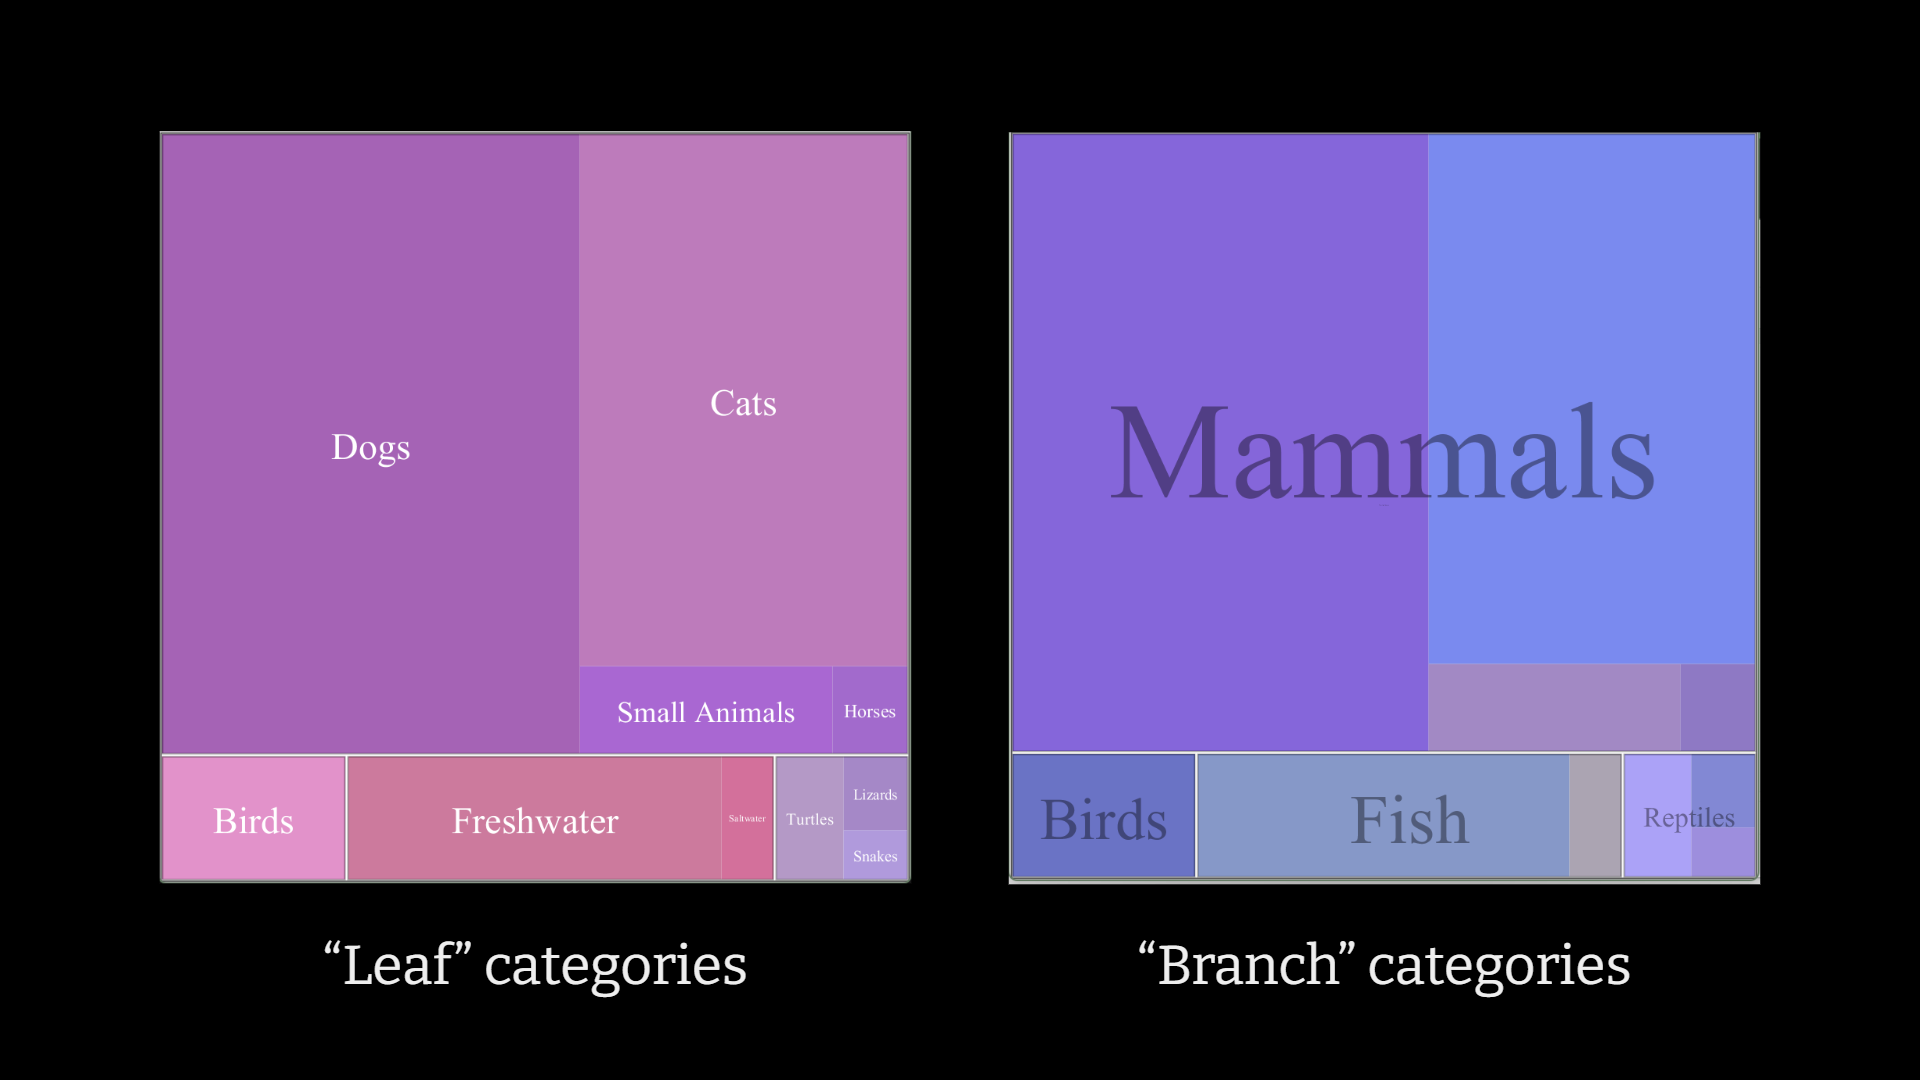 Dogs
Cats
Small Animals
Horses
Birds
Freshwater
Saltwater
Turtles
Lizards
Snakes
“Leaf” categories
Mammals
Birds
Fish
Reptiles
“Branch” categories